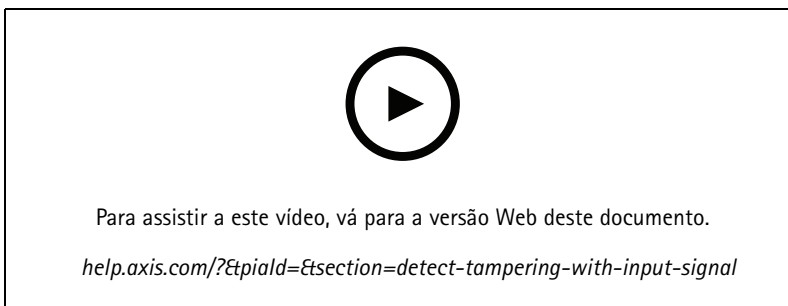 Para assistir a este vídeo, vá para a versão Web deste documento.
help.axis.com/?&piaId=&section=detect-tampering-with-input-signal